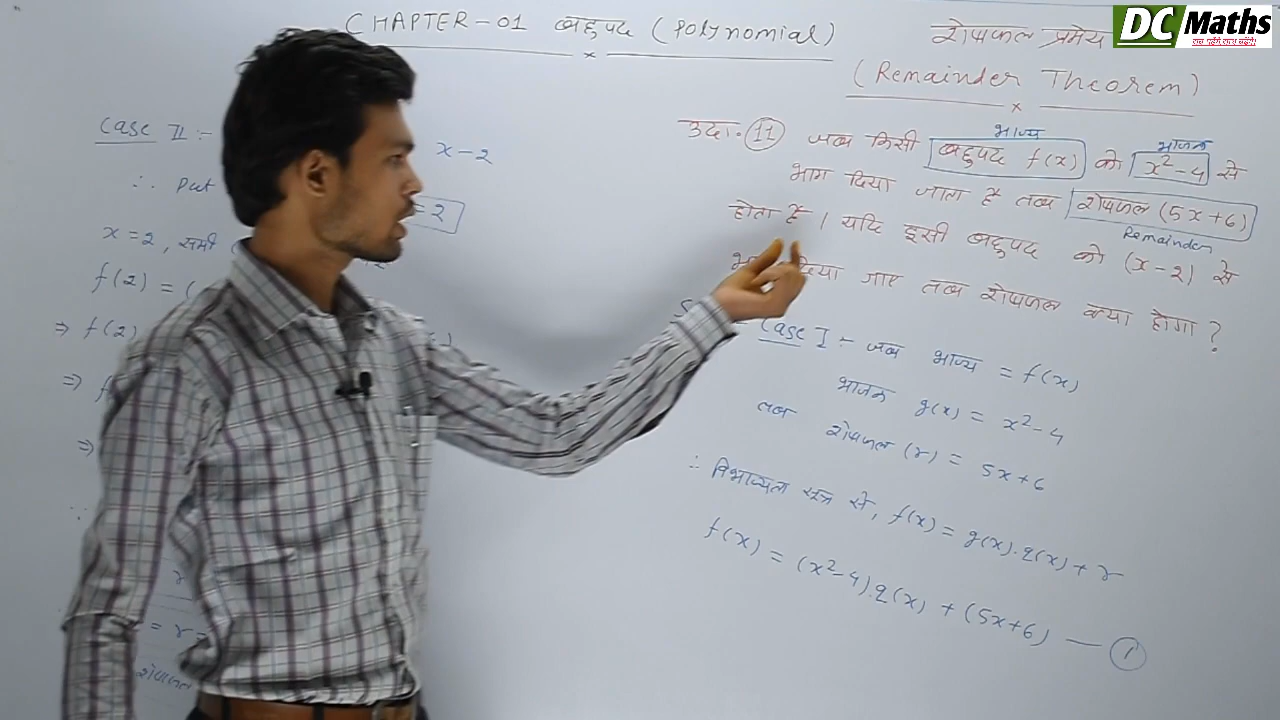 CHAPTER-01 बहुपद (Polynomial)
शेषफल प्रमेय
(Remainder Theorem)
DC Maths
Case II :-
x-2
∴ Put
=2
x=2, समी
f(2) = (
⇒ f(2)
⇒ f
⇒
∴
= r =
शेषफल
उदा. 11 जब किसी बहुपद f(x) को x²-4 से
भाज्य
भाजक
भाग दिया जाता है तब शेषफल (5x+6)
Remainder
होता है। यदि इसी बहुपद को (x-2) से
दिया जाए तब शेषफल क्या होगा ?
Case I :- जब भाज्य = f(x)
भाजक g(x) = x²-4
तब शेषफल (r) = 5x+6
∴ विभाज्यता सूत्र से, f(x) = g(x).q(x) + r
f(x) = (x²-4).q(x) + (5x+6) — 1